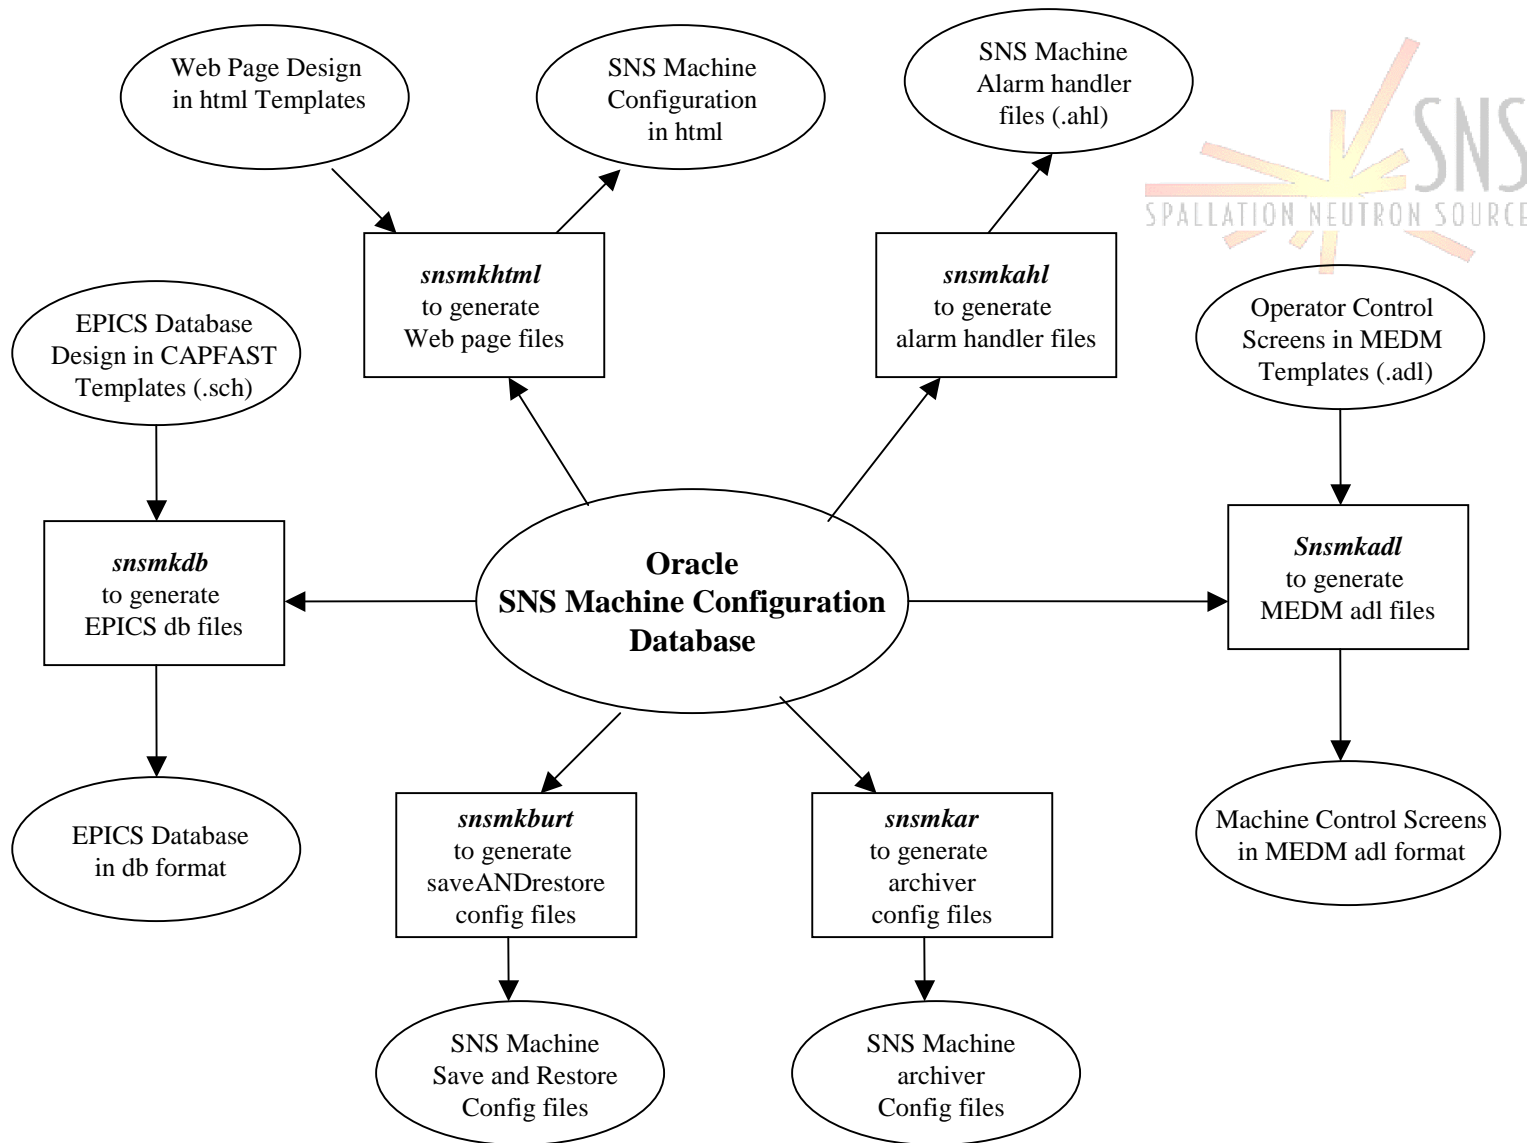 Web Page Design
in html Templates
SNS Machine
Configuration
in html
SNS Machine
Alarm handler
files (.ahl)
SNS
SPALLATION NEUTRON SOURCE
snsmkhtml
to generate
Web page files
snsmkahl
to generate
alarm handler files
EPICS Database
Design in CAPFAST
Templates (.sch)
Operator Control
Screens in MEDM
Templates (.adl)
snsmkdb
to generate
EPICS db files
Oracle
SNS Machine Configuration
Database
Snsmkadl
to generate
MEDM adl files
EPICS Database
in db format
snsmkburt
to generate
saveANDrestore
config files
snsmkar
to generate
archiver
config files
Machine Control Screens
in MEDM adl format
SNS Machine
Save and Restore
Config files
SNS Machine
archiver
Config files